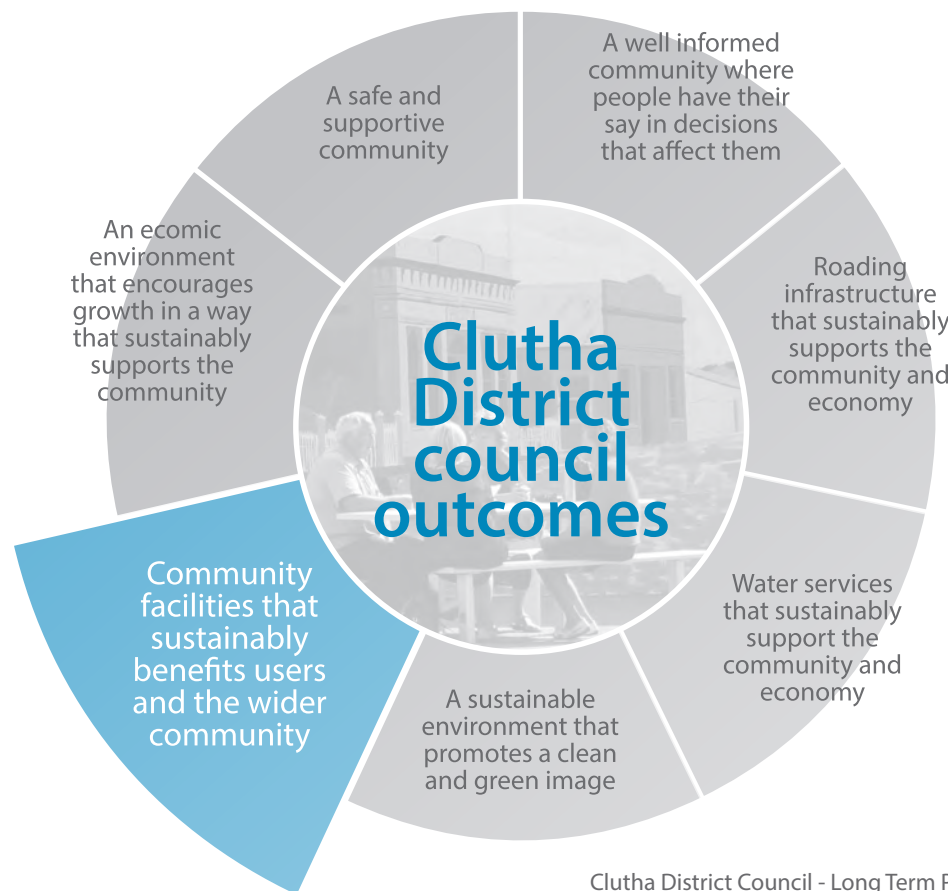 A safe and
supportive
community
A well informed
community where
people have their
say in decisions
that affect them
An ecomic
environment
that encourages
growth in a way
that sustainably
supports the
community
Roading
infrastructure
that sustainably
supports the
community and
economy
Clutha
District
council
outcomes
Community
facilities that
sustainably
benefits users
and the wider
community
Water services
that sustainably
support the
community and
economy
A sustainable
environment that
promotes a clean
and green image
Clutha District Council - Long Term